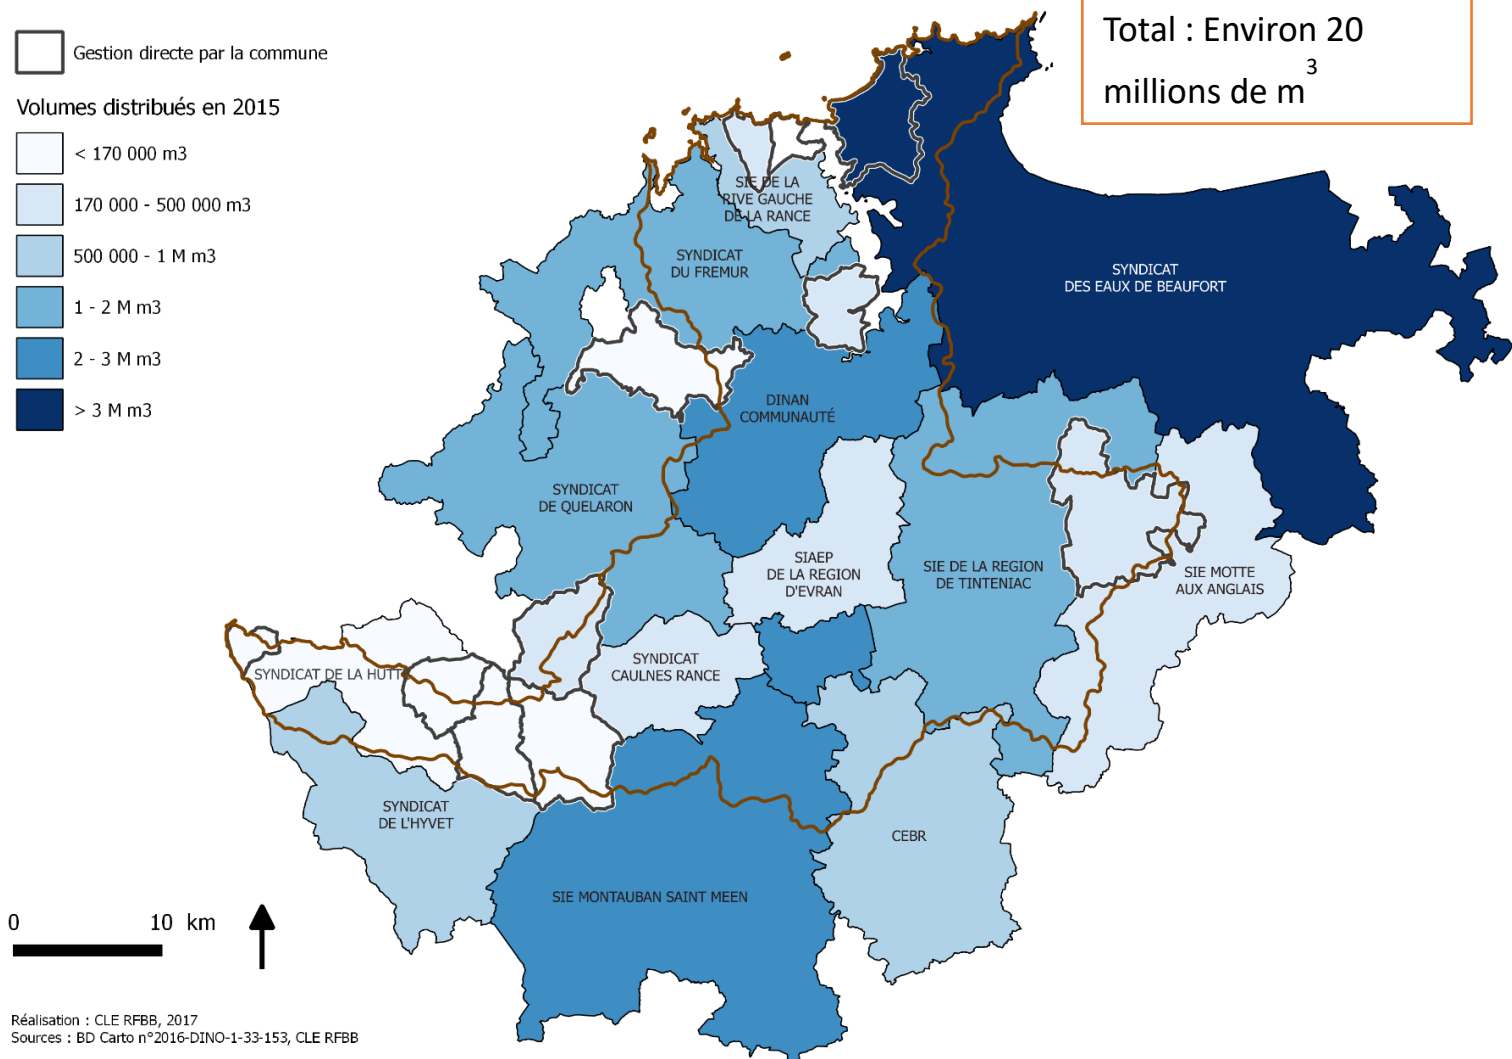 Total : Environ 20
millions de m3
Gestion directe par la commune
Volumes distribués en 2015
< 170 000 m3
170 000 - 500 000 m3
500 000 - 1 M m3
1 - 2 M m3
2 - 3 M m3
> 3 M m3
SIE DE LA
RIVE GAUCHE
DE LA RANCE
SYNDICAT
DU FREMUR
SYNDICAT
DES EAUX DE BEAUFORT
DINAN
COMMUNAUTÉ
SYNDICAT
DE QUELARON
SIAEP
DE LA REGION
D'EVRAN
SIE DE LA REGION
DE TINTENIAC
SIE MOTTE
AUX ANGLAIS
SYNDICAT DE LA HUTT
SYNDICAT
CAULNES RANCE
SYNDICAT
DE L'HYVET
CEBR
SIE MONTAUBAN SAINT MEEN
0 10 km
Réalisation : CLE RFBB, 2017
Sources : BD Carto n°2016-DINO-1-33-153, CLE RFBB